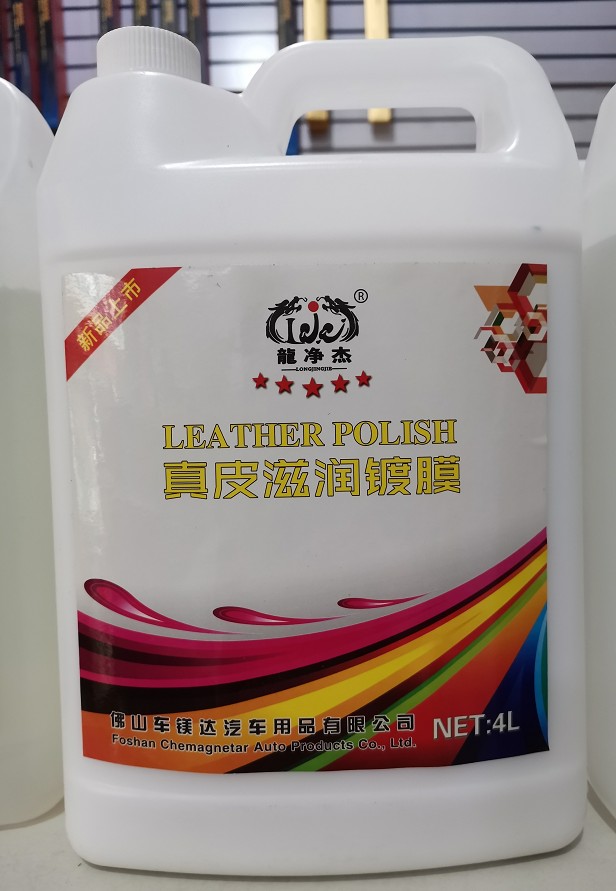 新品上市
®
龍净杰
LONGJINGJIE
LEATHER POLISH
真皮滋润镀膜
佛山车镁达汽车用品有限公司
Foshan Chemagnetar Auto Products Co., Ltd.
NET:4L